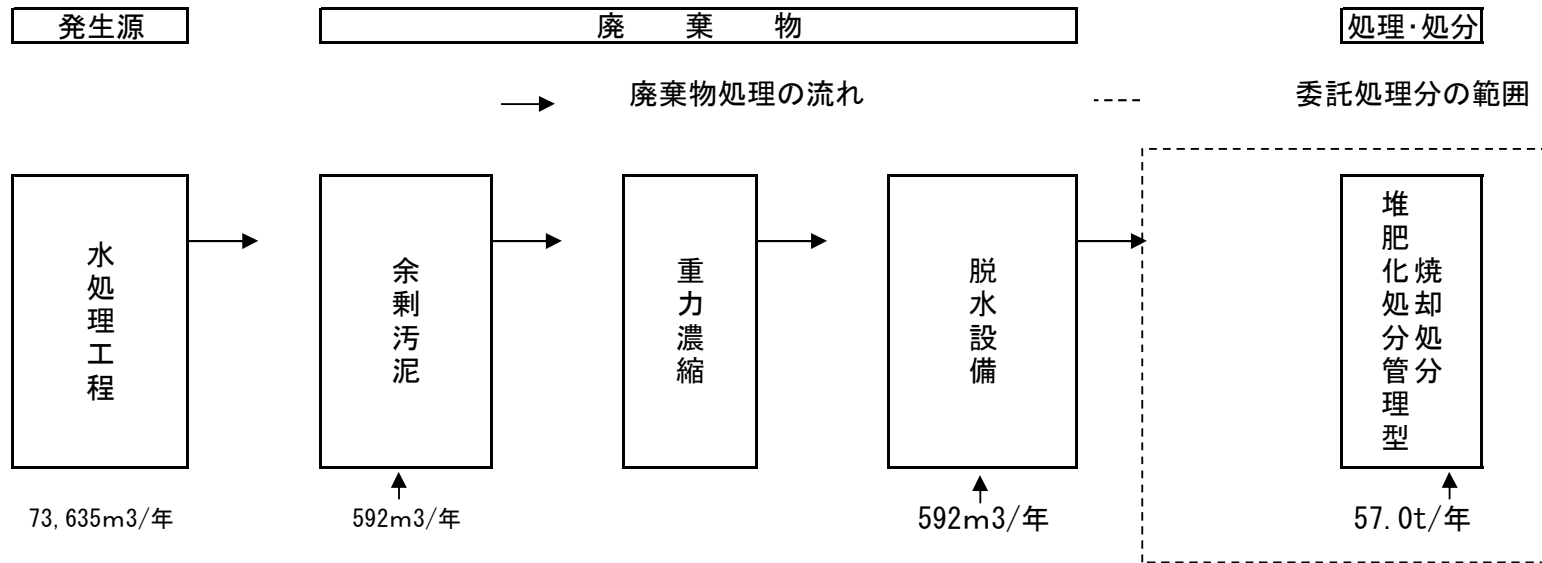 発生源
廃 棄 物
処理・処分
廃棄物処理の流れ
委託処理分の範囲
水処理工程
余剰汚泥
重力濃縮
脱水設備
焼却処分
堆肥化処分管理型
73,635m3/年
592m3/年
592m3/年
57.0t/年